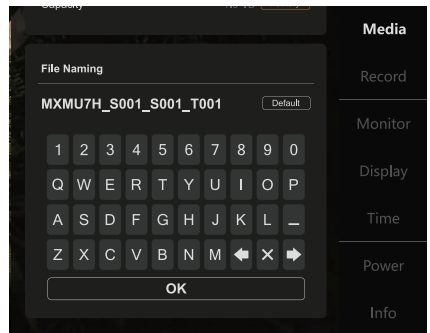 Capacity
Media
File Naming
Record
MXMU7H_S001_S001_T001 Default
Monitor
1 2 3 4 5 6 7 8 9 0
Display
Q W E R T Y U I O P
A S D F G H J K L _
Time
Z X C V B N M
Power
OK
Info